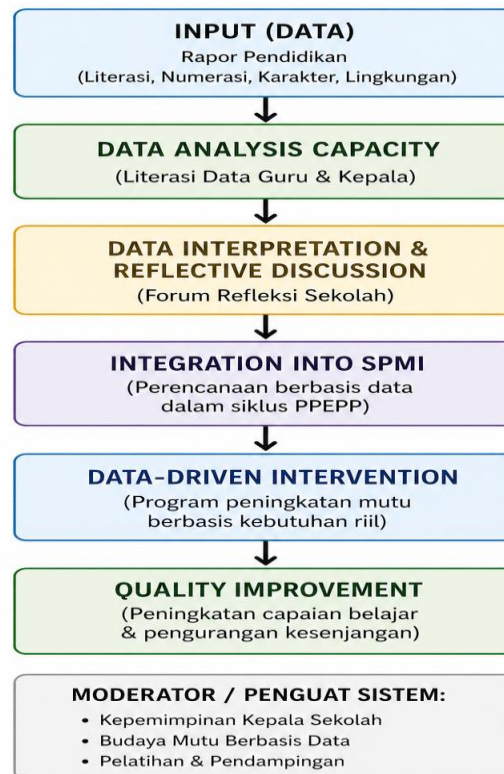 INPUT (DATA)
Rapor Pendidikan
(Literasi, Numerasi, Karakter, Lingkungan)
DATA ANALYSIS CAPACITY
(Literasi Data Guru & Kepala)
DATA INTERPRETATION &
REFLECTIVE DISCUSSION
(Forum Refleksi Sekolah)
INTEGRATION INTO SPMI
(Perencanaan berbasis data
dalam siklus PPEPP)
DATA-DRIVEN INTERVENTION
(Program peningkatan mutu
berbasis kebutuhan riil)
QUALITY IMPROVEMENT
(Peningkatan capaian belajar
& pengurangan kesenjangan)
MODERATOR / PENGUAT SISTEM:
• Kepemimpinan Kepala Sekolah
• Budaya Mutu Berbasis Data
• Pelatihan & Pendampingan